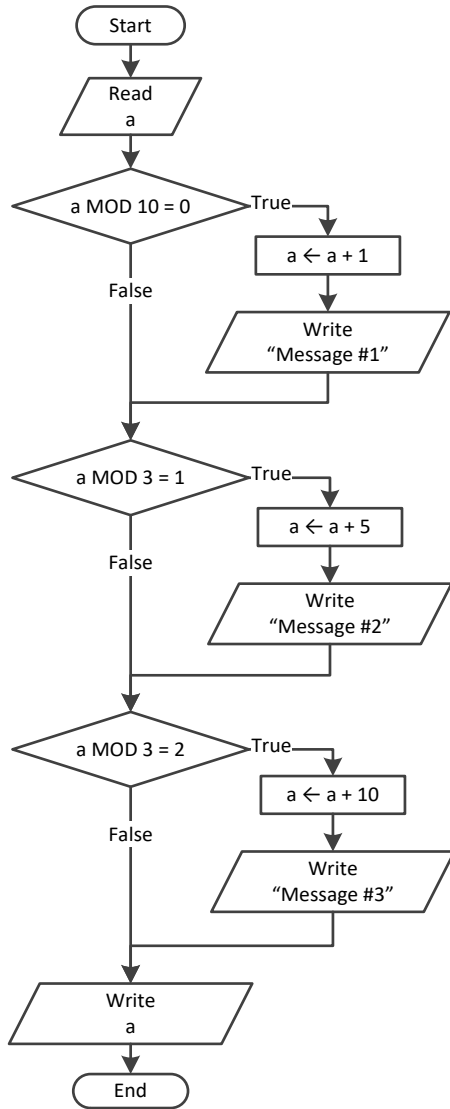 Start
Read
a
a MOD 10 = 0
True
a ← a + 1
False
Write
“Message #1”
a MOD 3 = 1
True
a ← a + 5
False
Write
“Message #2”
a MOD 3 = 2
True
a ← a + 10
False
Write
“Message #3”
Write
a
End